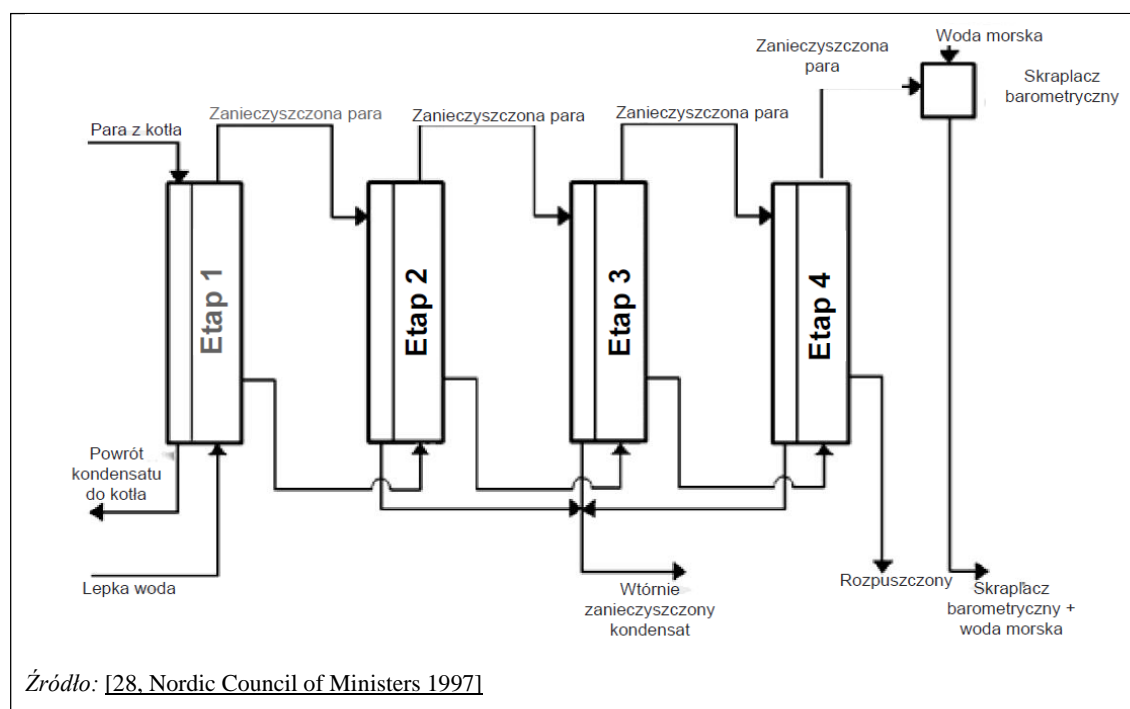 Woda morska
Zanieczyszczona
para
Skraplacz
barometryczny
Zanieczyszczona para
Zanieczyszczona para
Zanieczyszczona para
Para z kotła
Etap 1
Etap 2
Etap 3
Etap 4
Powrót
kondensatu
do kotła
Lepka woda
Wtórnie
zanieczyszczony
kondensat
Rozpuszczony
Skraplacz
barometryczny +
woda morska
Źródło: [28, Nordic Council of Ministers 1997]